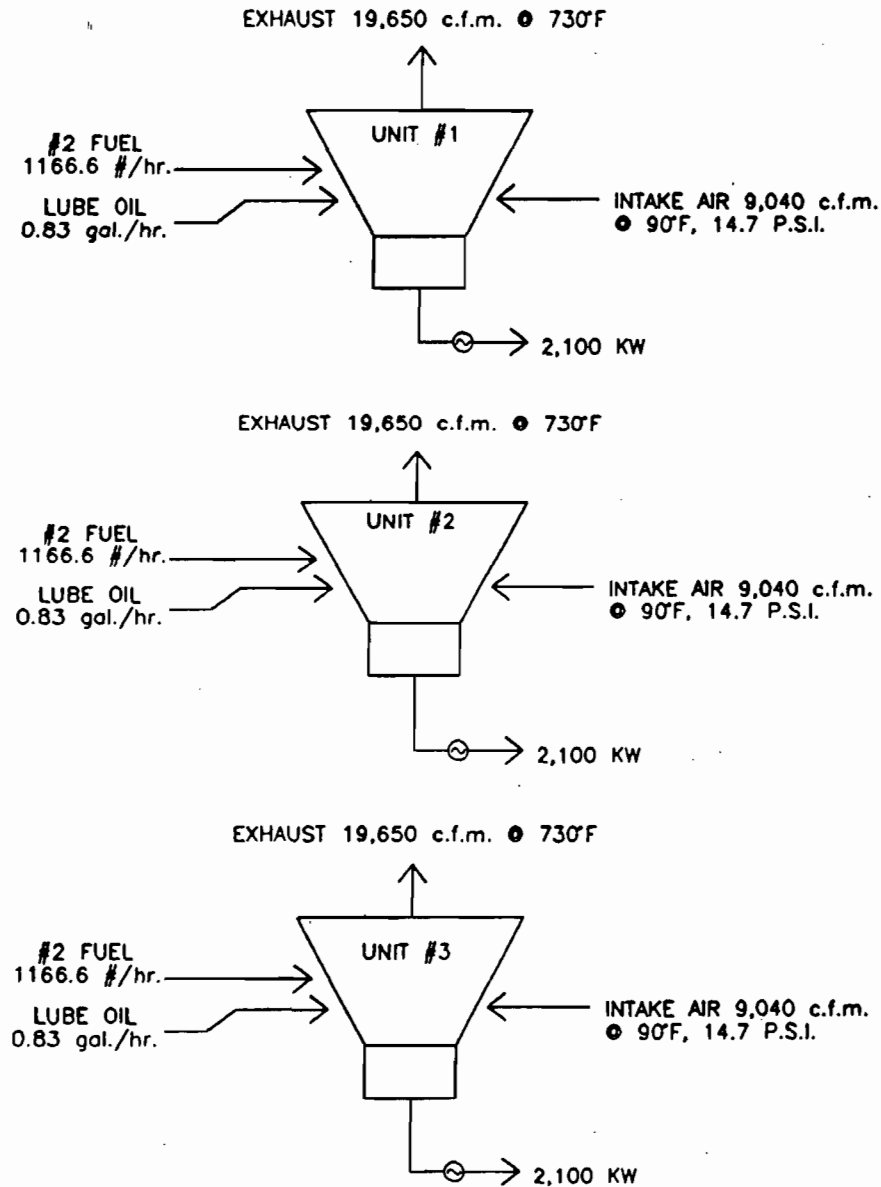 EXHAUST 19,650 c.f.m. @ 730°F
UNIT #1
#2 FUEL
1166.6 #/hr.
LUBE OIL
0.83 gal./hr.
INTAKE AIR 9,040 c.f.m.
@ 90°F, 14.7 P.S.I.
2,100 KW
EXHAUST 19,650 c.f.m. @ 730°F
UNIT #2
#2 FUEL
1166.6 #/hr.
LUBE OIL
0.83 gal./hr.
INTAKE AIR 9,040 c.f.m.
@ 90°F, 14.7 P.S.I.
2,100 KW
EXHAUST 19,650 c.f.m. @ 730°F
UNIT #3
#2 FUEL
1166.6 #/hr.
LUBE OIL
0.83 gal./hr.
INTAKE AIR 9,040 c.f.m.
@ 90°F, 14.7 P.S.I.
2,100 KW